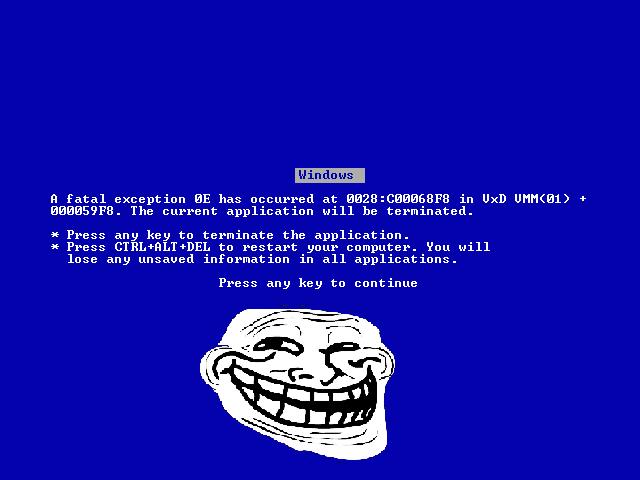 Windows
A fatal exception 0E has occurred at 0028:C00068F8 in VxD VMM(01) +
000059F8. The current application will be terminated.
* Press any key to terminate the application.
* Press CTRL+ALT+DEL to restart your computer. You will
lose any unsaved information in all applications.
Press any key to continue